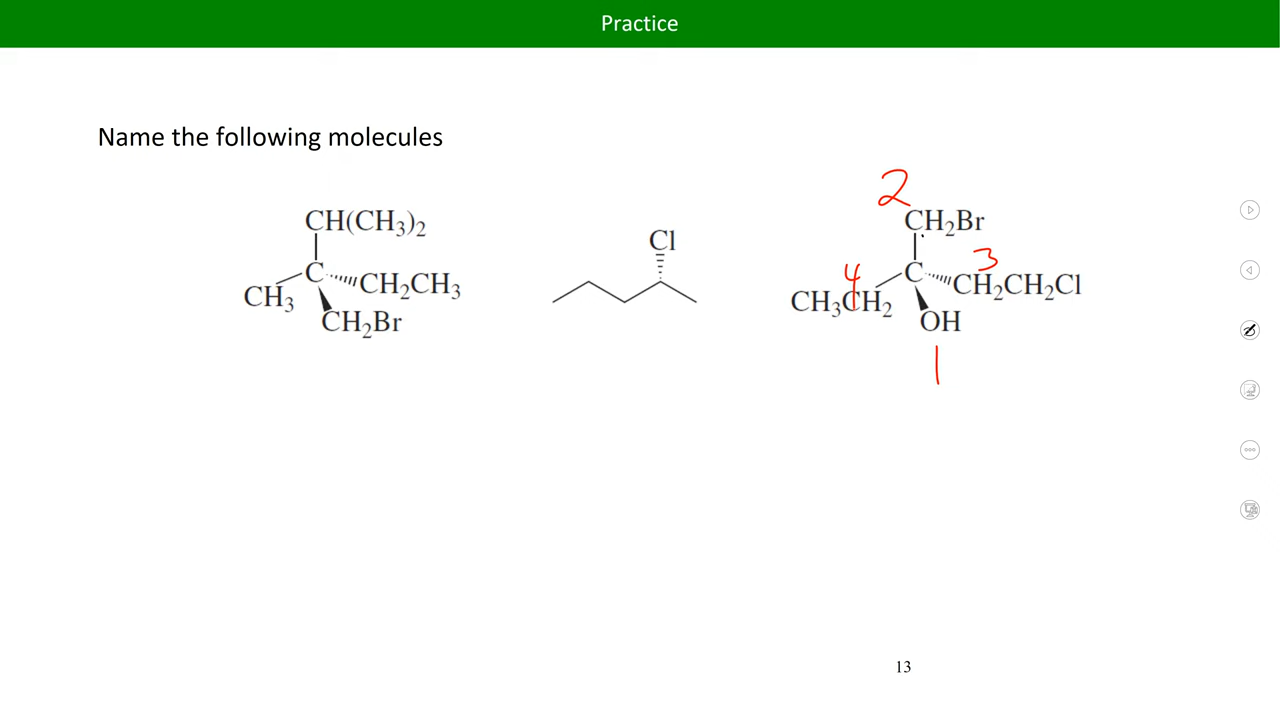 Practice
Name the following molecules
CH(CH₃)₂
C
CH₃
CH₂CH₃
CH₂Br
Cl
2
CH₂Br
3
4
C
CH₃CH₂
CH₂CH₂Cl
OH
1
13